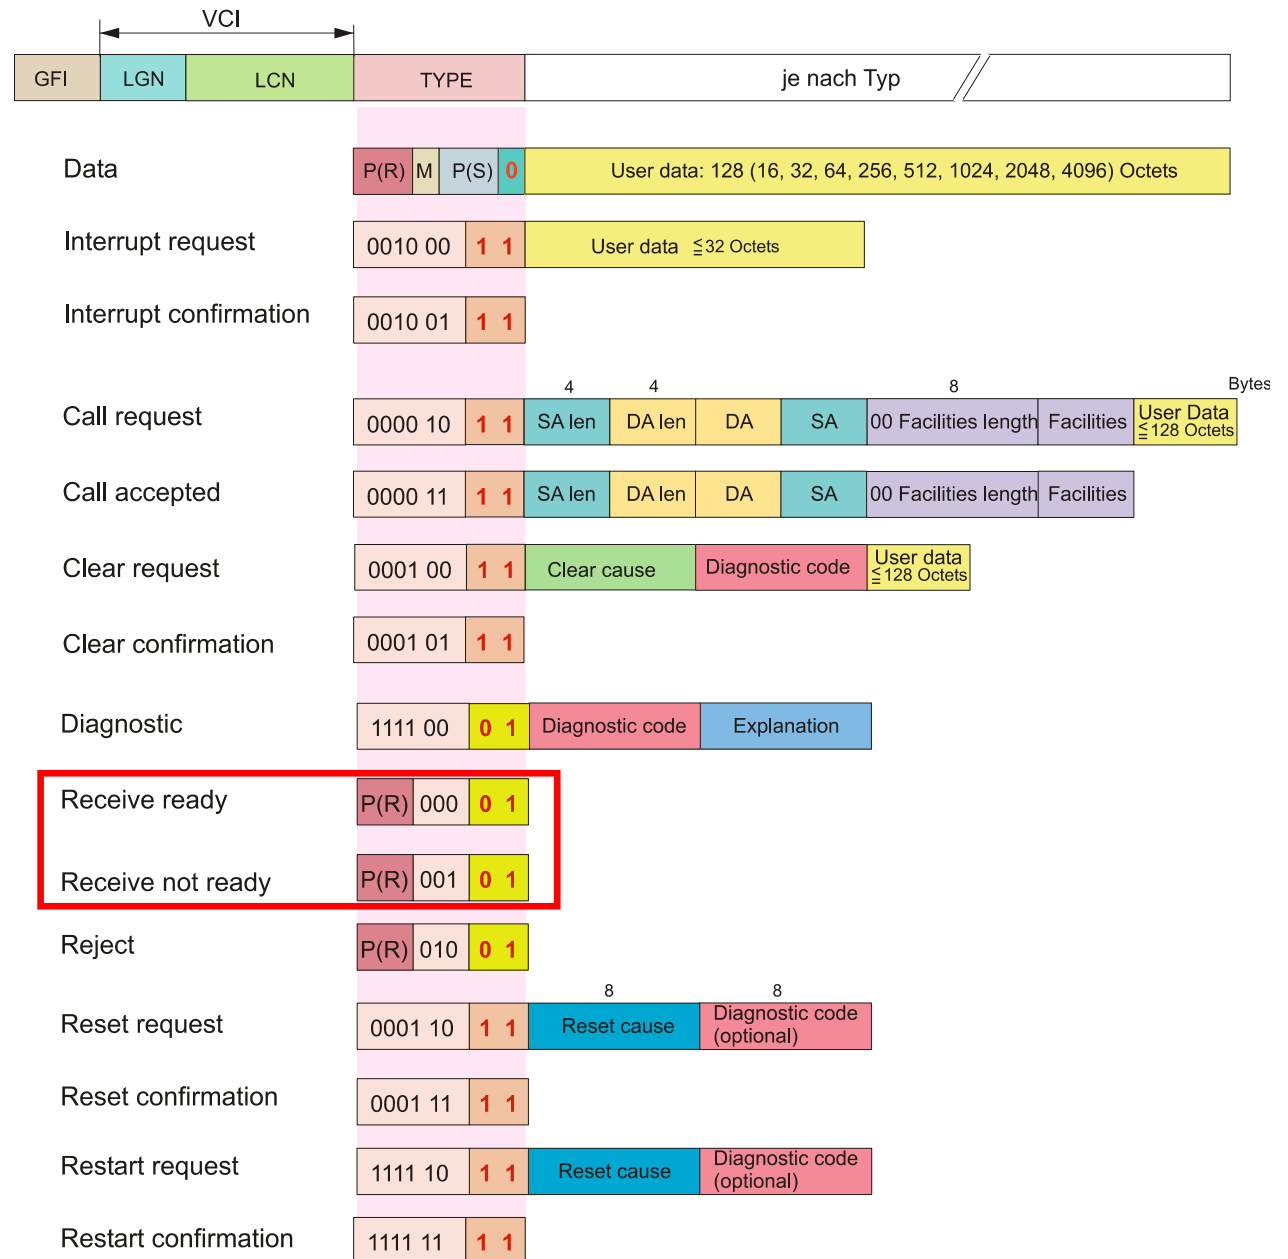 VCI
GFI LGN LCN TYPE je nach Typ
Data P(R) M P(S) 0 User data: 128 (16, 32, 64, 256, 512, 1024, 2048, 4096) Octets
Interrupt request 0010 00 1 1 User data ≦32 Octets
Interrupt confirmation 0010 01 1 1
4 4 8 Bytes
Call request 0000 10 1 1 SA len DA len DA SA 00 Facilities length Facilities User Data
≦128 Octets
Call accepted 0000 11 1 1 SA len DA len DA SA 00 Facilities length Facilities
Clear request 0001 00 1 1 Clear cause Diagnostic code User data
≦128 Octets
Clear confirmation 0001 01 1 1
Diagnostic 1111 00 0 1 Diagnostic code Explanation
Receive ready P(R) 000 0 1
Receive not ready P(R) 001 0 1
Reject P(R) 010 0 1
8 8
Reset request 0001 10 1 1 Reset cause Diagnostic code
(optional)
Reset confirmation 0001 11 1 1
Restart request 1111 10 1 1 Reset cause Diagnostic code
(optional)
Restart confirmation 1111 11 1 1